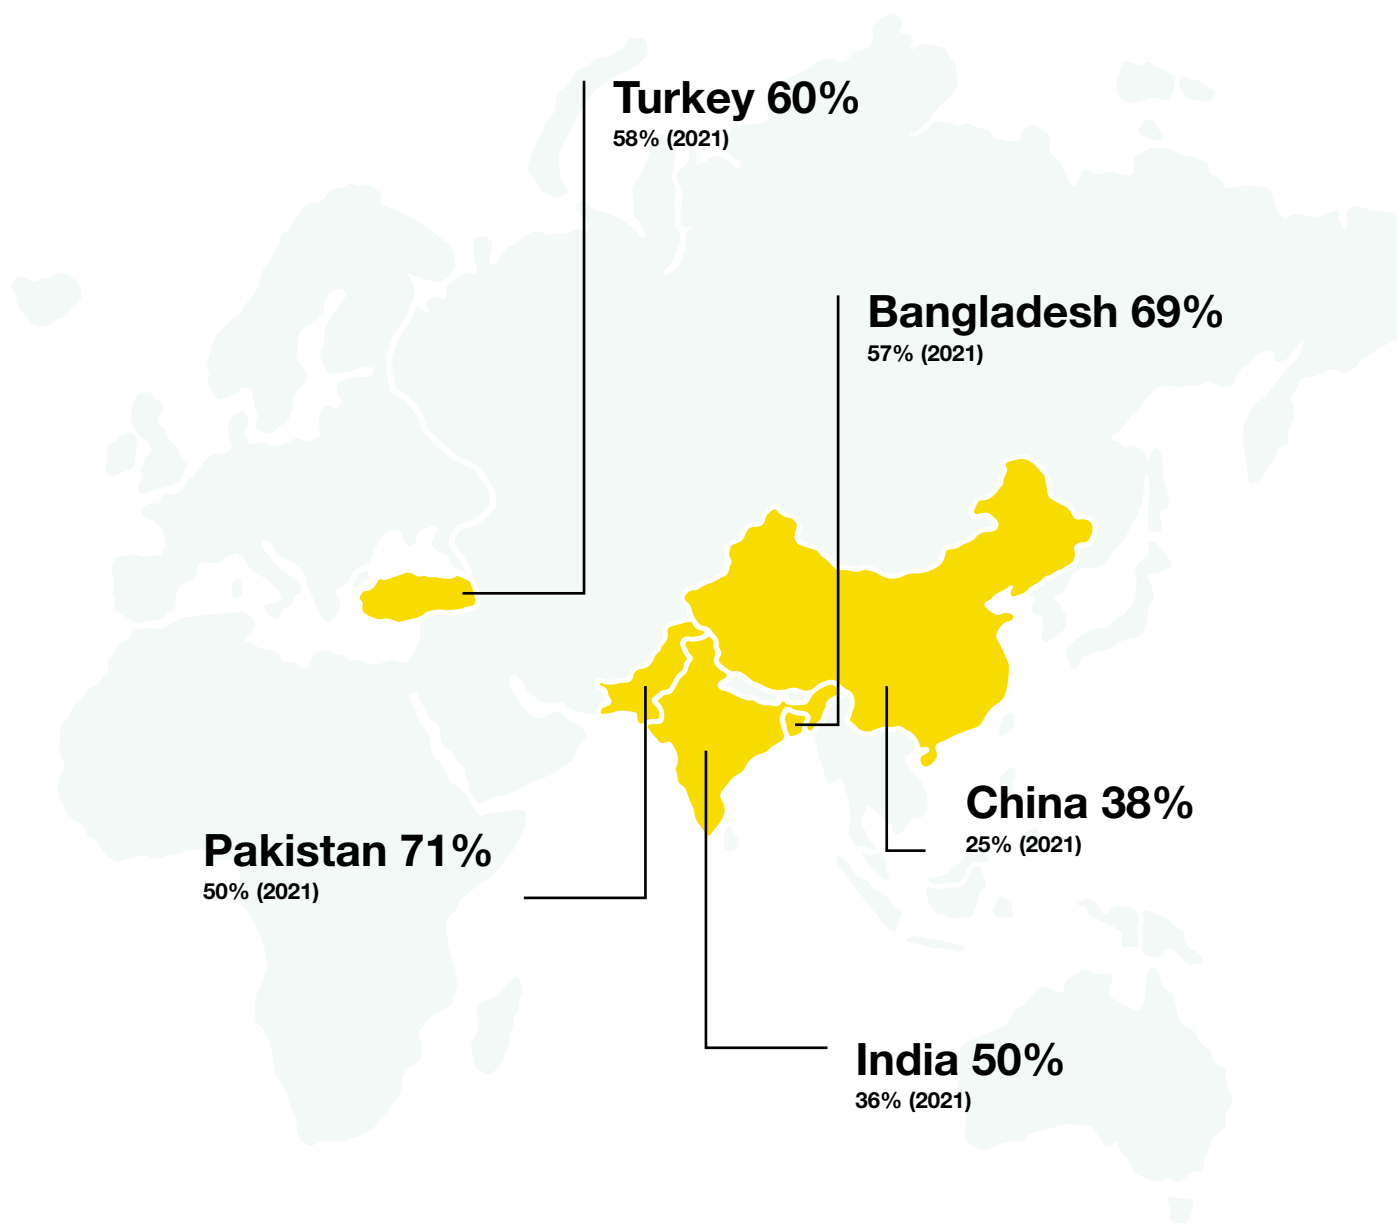 Turkey 60%
58% (2021)
Bangladesh 69%
57% (2021)
China 38%
25% (2021)
Pakistan 71%
50% (2021)
India 50%
36% (2021)